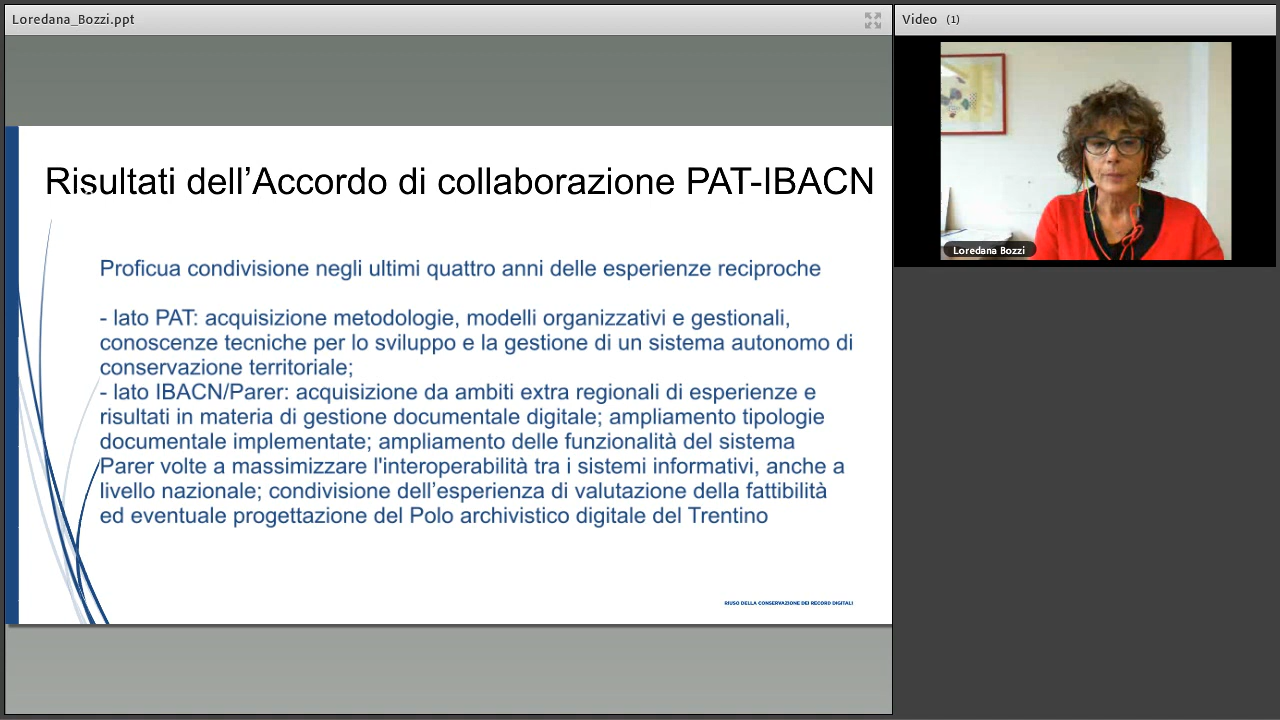 Loredana_Bozzi.ppt
Video (1)
Risultati dell’Accordo di collaborazione PAT-IBACN
Proficua condivisione negli ultimi quattro anni delle esperienze reciproche
- lato PAT: acquisizione metodologie, modelli organizzativi e gestionali,
conoscenze tecniche per lo sviluppo e la gestione di un sistema autonomo di
conservazione territoriale;
- lato IBACN/Parer: acquisizione da ambiti extra regionali di esperienze e
risultati in materia di gestione documentale digitale; ampliamento tipologie
documentale implementate; ampliamento delle funzionalità del sistema
Parer volte a massimizzare l'interoperabilità tra i sistemi informativi, anche a
livello nazionale; condivisione dell’esperienza di valutazione della fattibilità
ed eventuale progettazione del Polo archivistico digitale del Trentino
RIUSO DELLA CONSERVAZIONE DEI RECORD DIGITALI
Loredana Bozzi